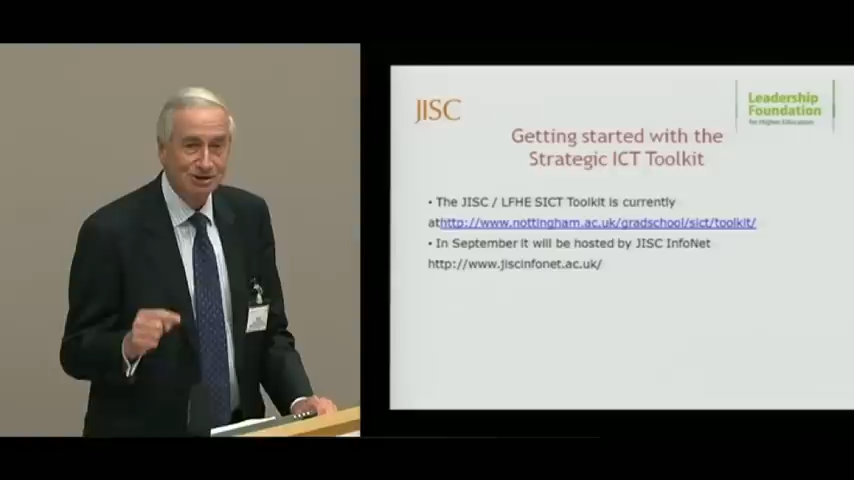 JISC
Leadership
Foundation
for Higher Education
Getting started with the
Strategic ICT Toolkit
• The JISC / LFHE SICT Toolkit is currently
athttp://www.nottingham.ac.uk/gradschool/sict/toolkit/
• In September it will be hosted by JISC InfoNet
http://www.jiscinfonet.ac.uk/